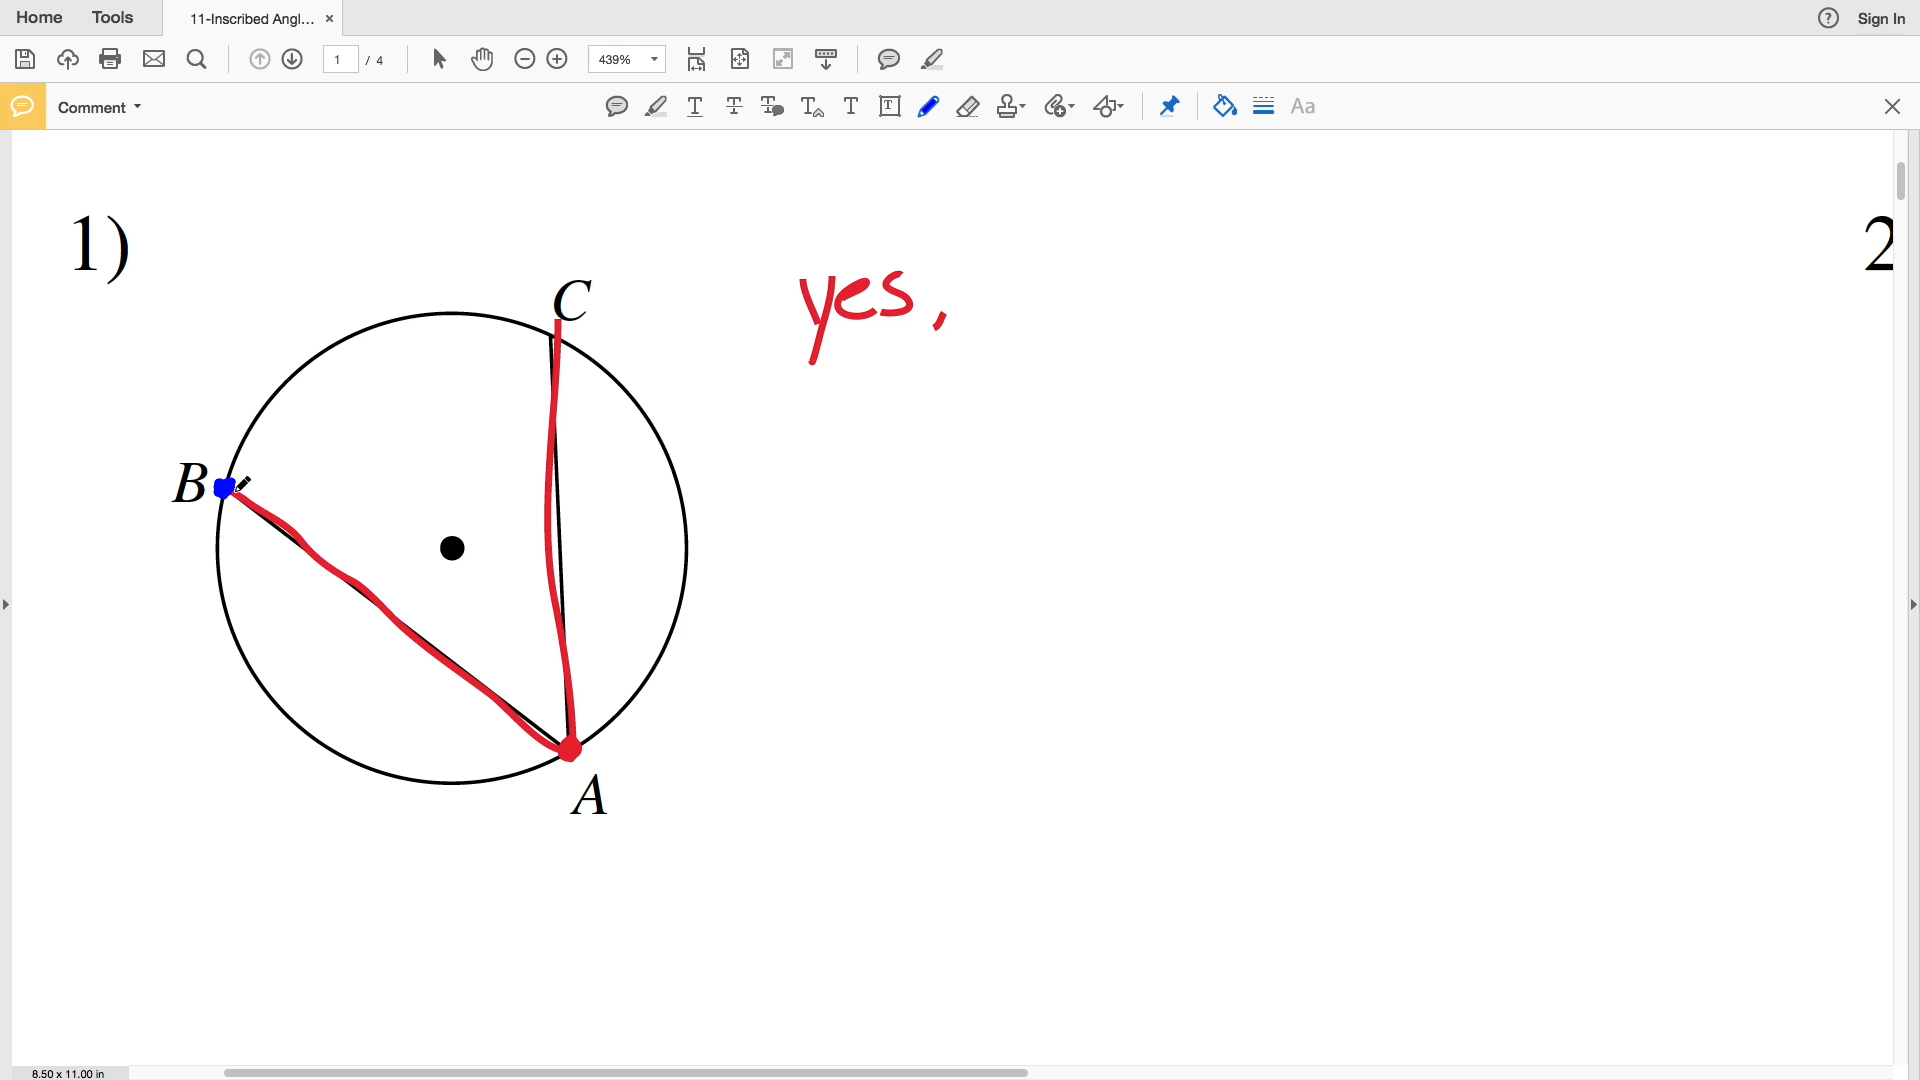 Home Tools 11-Inscribed Angl... × ? Sign In
1 / 4 439%
Comment T T T T T T Aa
1) 2
C yes,
B
A
8.50 x 11.00 in